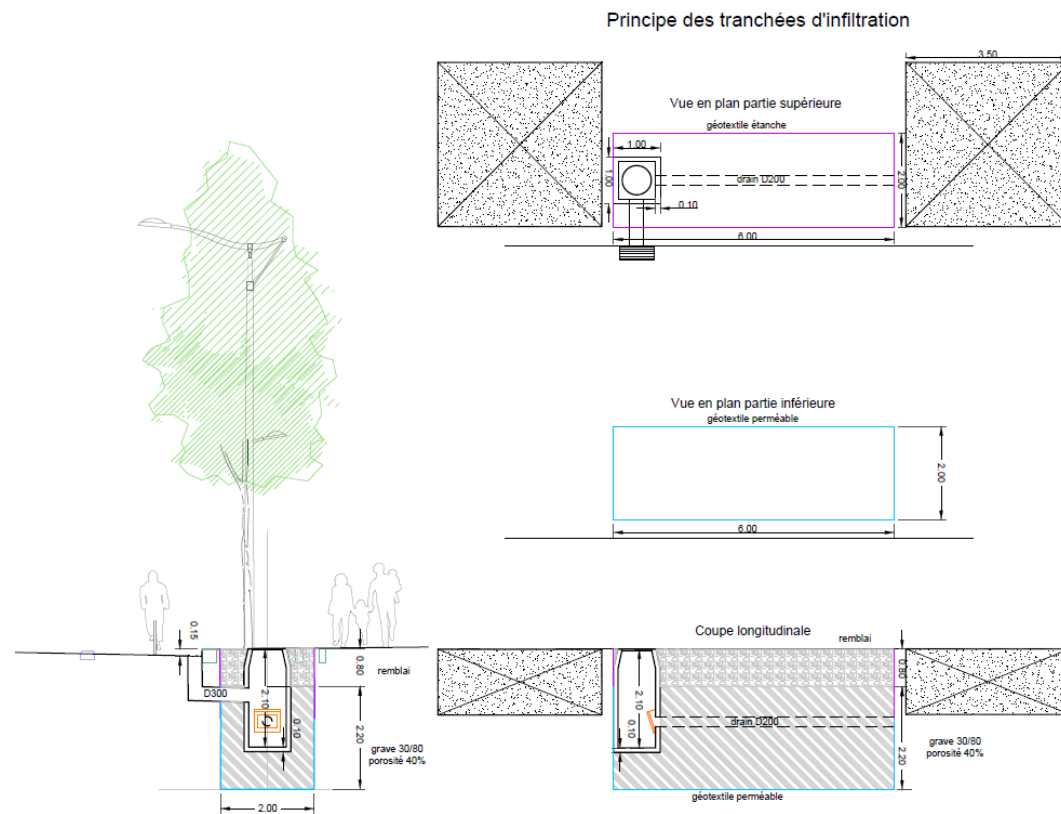 Principe des tranchées d'infiltration
3.50
Vue en plan partie supérieure
géotextile étanche
1.00
1.00
drain D200
2.00
0.10
6.00
Vue en plan partie inférieure
géotextile perméable
2.00
6.00
0.15
0.80
remblai
D300
2.10
0.10
2.20
grave 30/80
porosité 40%
2.00
Coupe longitudinale
remblai
0.80
2.10
0.10
drain D200
2.20
grave 30/80
porosité 40%
géotextile perméable